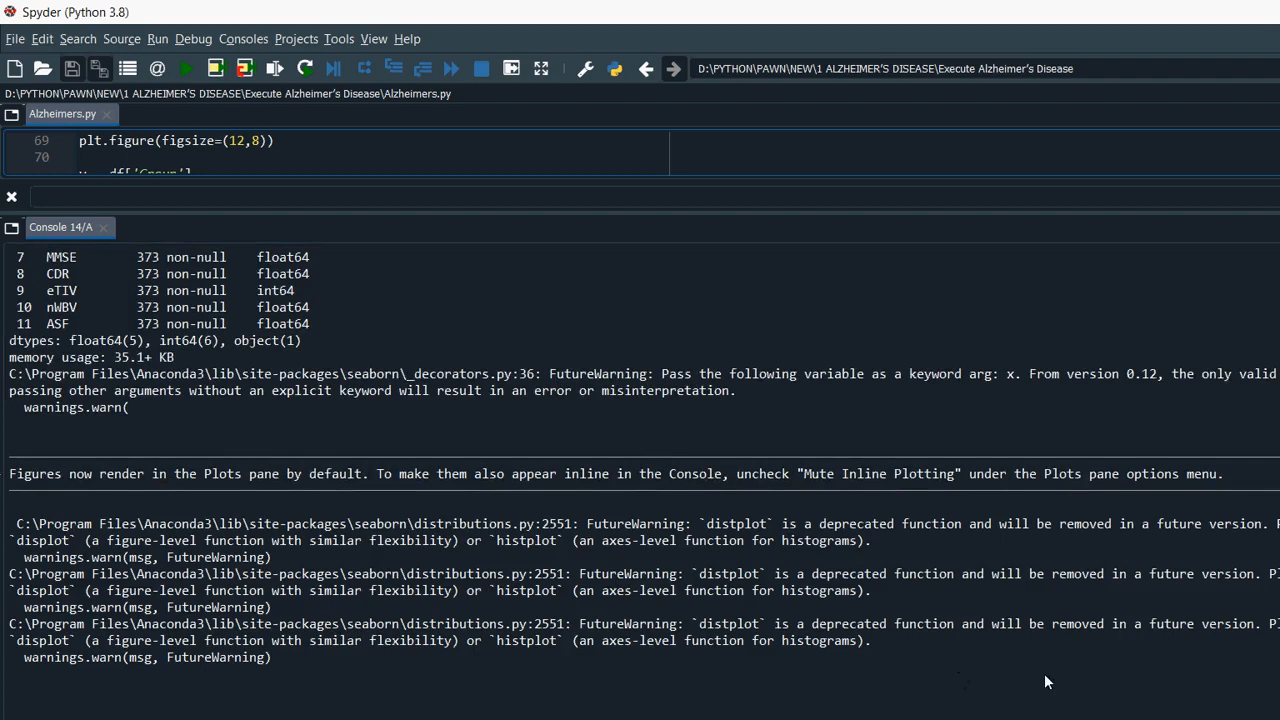 Spyder (Python 3.8)
File Edit Search Source Run Debug Consoles Projects Tools View Help
D:\PYTHON\PAWN\NEW\1 ALZHEIMER'S DISEASE\Execute Alzheimer's Disease
D:\PYTHON\PAWN\NEW\1 ALZHEIMER'S DISEASE\Execute Alzheimer's Disease\Alzheimers.py
Alzheimers.py
69 plt.figure(figsize=(12,8))
70
Console 14/A
7 MMSE 373 non-null float64
8 CDR 373 non-null float64
9 eTIV 373 non-null int64
10 nWBV 373 non-null float64
11 ASF 373 non-null float64
dtypes: float64(5), int64(6), object(1)
memory usage: 35.1+ KB
C:\Program Files\Anaconda3\lib\site-packages\seaborn\_decorators.py:36: FutureWarning: Pass the following variable as a keyword arg: x. From version 0.12, the only valid
passing other arguments without an explicit keyword will result in an error or misinterpretation.
warnings.warn(
Figures now render in the Plots pane by default. To make them also appear inline in the Console, uncheck "Mute Inline Plotting" under the Plots pane options menu.
C:\Program Files\Anaconda3\lib\site-packages\seaborn\distributions.py:2551: FutureWarning: `distplot` is a deprecated function and will be removed in a future version.
`displot` (a figure-level function with similar flexibility) or `histplot` (an axes-level function for histograms).
warnings.warn(msg, FutureWarning)
C:\Program Files\Anaconda3\lib\site-packages\seaborn\distributions.py:2551: FutureWarning: `distplot` is a deprecated function and will be removed in a future version.
`displot` (a figure-level function with similar flexibility) or `histplot` (an axes-level function for histograms).
warnings.warn(msg, FutureWarning)
C:\Program Files\Anaconda3\lib\site-packages\seaborn\distributions.py:2551: FutureWarning: `distplot` is a deprecated function and will be removed in a future version.
`displot` (a figure-level function with similar flexibility) or `histplot` (an axes-level function for histograms).
warnings.warn(msg, FutureWarning)